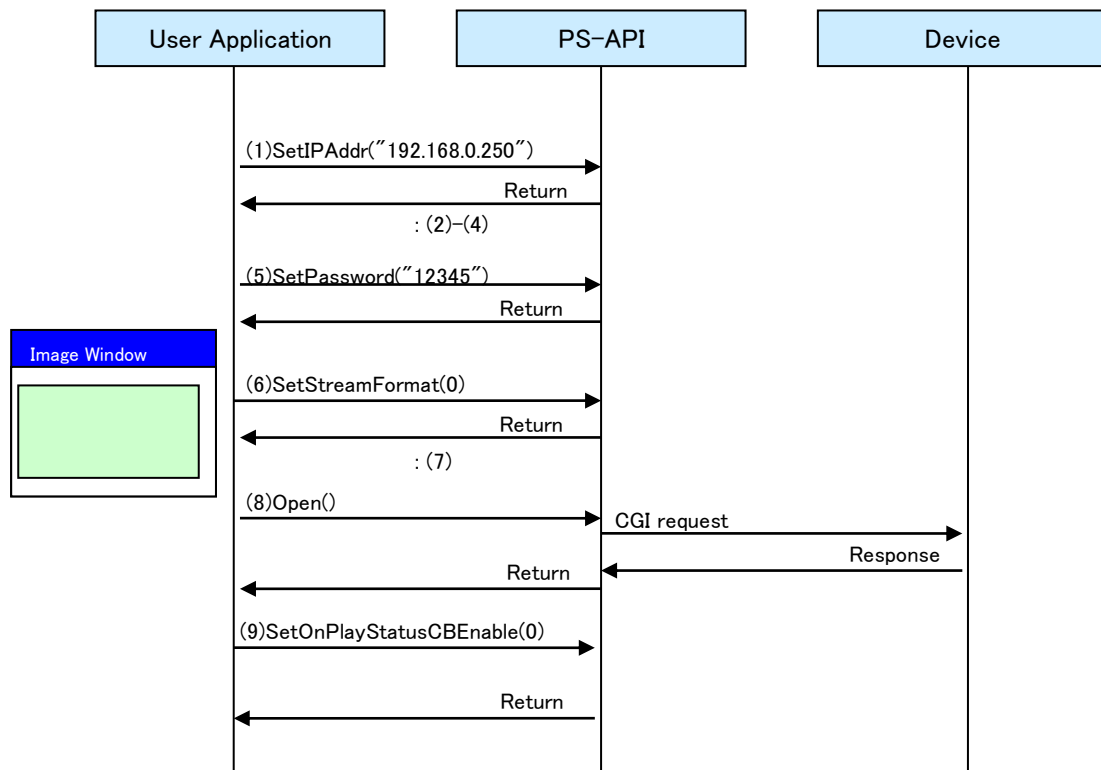 User Application
PS-API
Device
(1)SetIPAddr("192.168.0.250")
Return
: (2)-(4)
(5)SetPassword("12345")
Return
Image Window
(6)SetStreamFormat(0)
Return
: (7)
(8)Open()
CGI request
Response
Return
(9)SetOnPlayStatusCBEnable(0)
Return